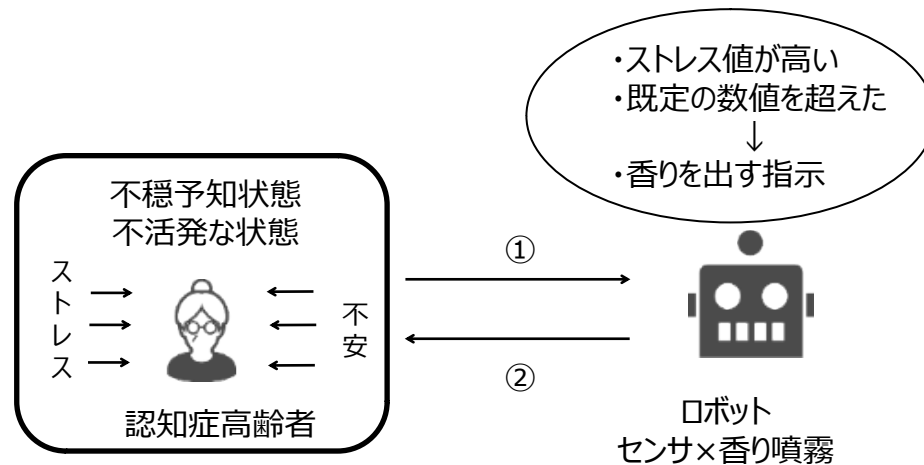 ・ストレス値が高い
・既定の数値を超えた
↓
・香りを出す指示
不穏予知状態
不活発な状態
ストレス
不安
認知症高齢者
①
②
ロボット
センサ×香り噴霧